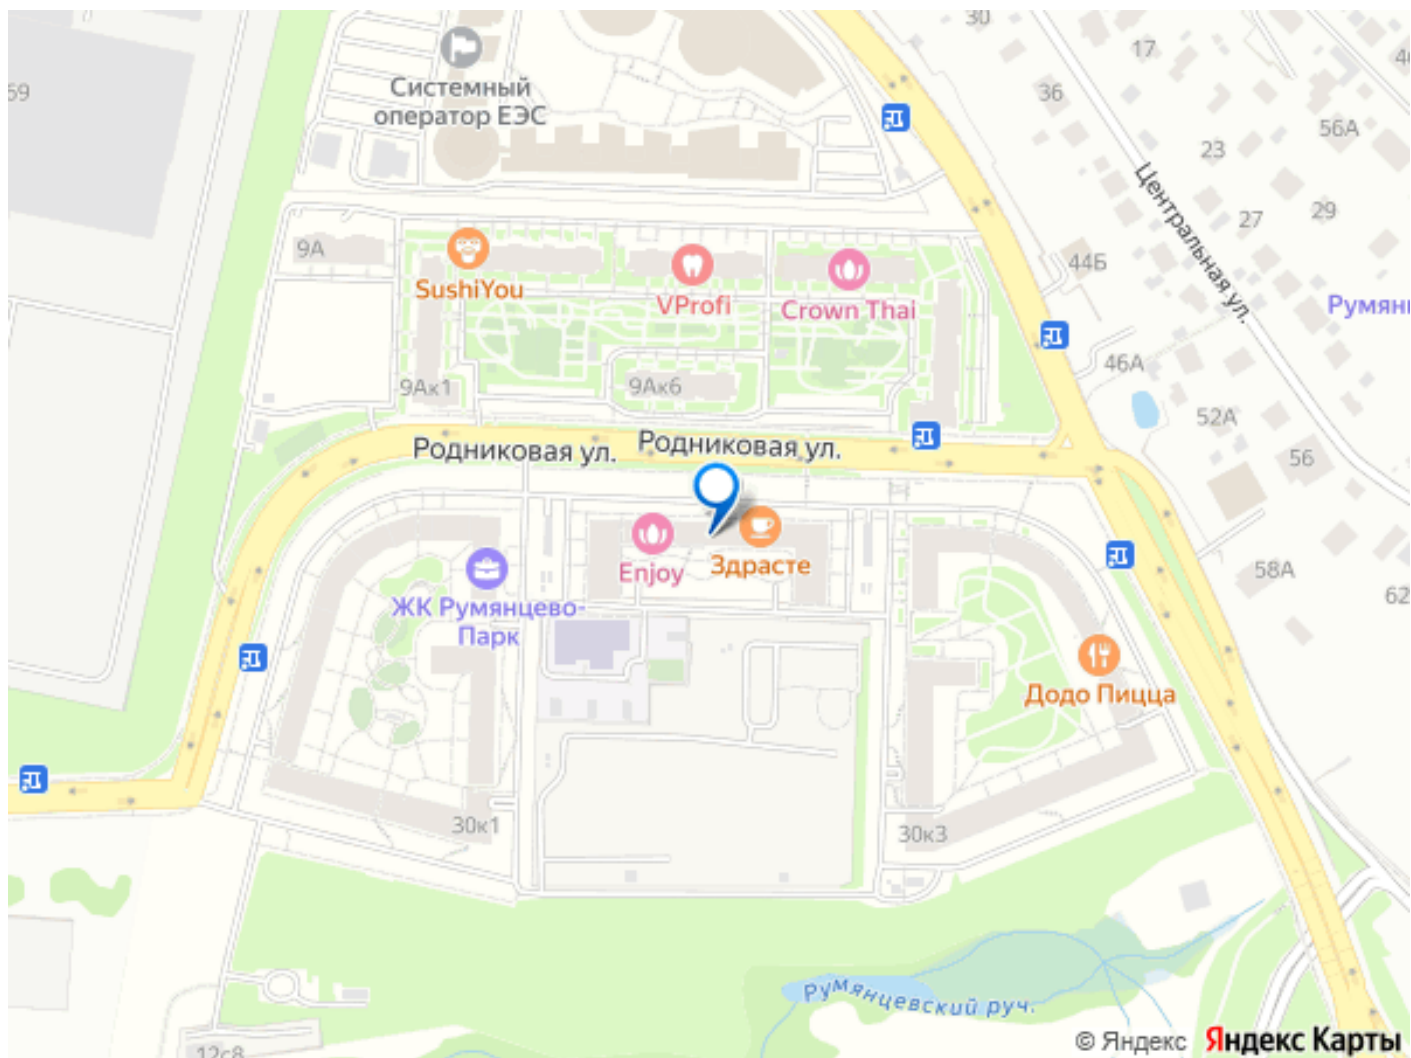 30
17
4
69
Системный
оператор ЕЭС
36
56А
23
Центральная ул.
27
29
9А
44Б
SushiYou
VProfi
Crown Thai
Румян
46А
9Ак1
9Ак6
52А
Родниковая ул.
Родниковая ул.
56
Enjoy
Здрасте
58А
62
ЖК Румянцево-
Парк
Додо Пицца
30к1
30к3
Румянцевский руч.
12с8
© Яндекс Яндекс Карты